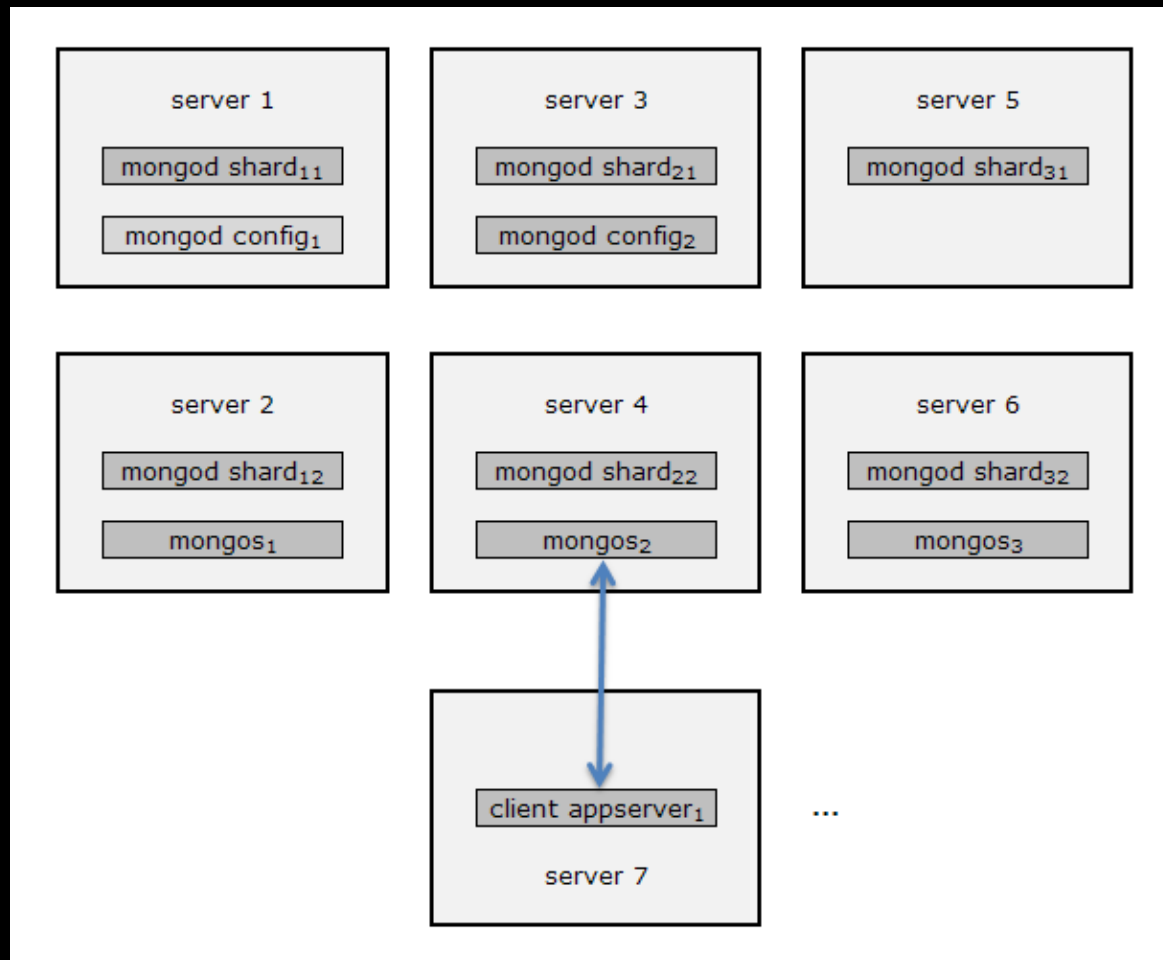 server 1
mongod shard₁₁
mongod config₁
server 3
mongod shard₂₁
mongod config₂
server 5
mongod shard₃₁
server 2
mongod shard₁₂
mongos₁
server 4
mongod shard₂₂
mongos₂
server 6
mongod shard₃₂
mongos₃
client appserver₁
server 7
...